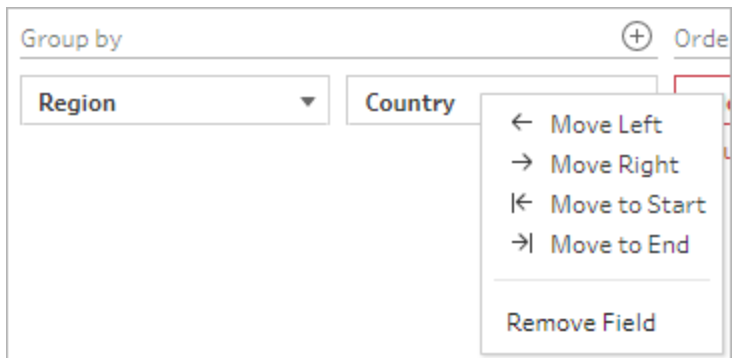 Group by
Orde
Region
Country
Move Left
Move Right
Move to Start
Move to End
Remove Field